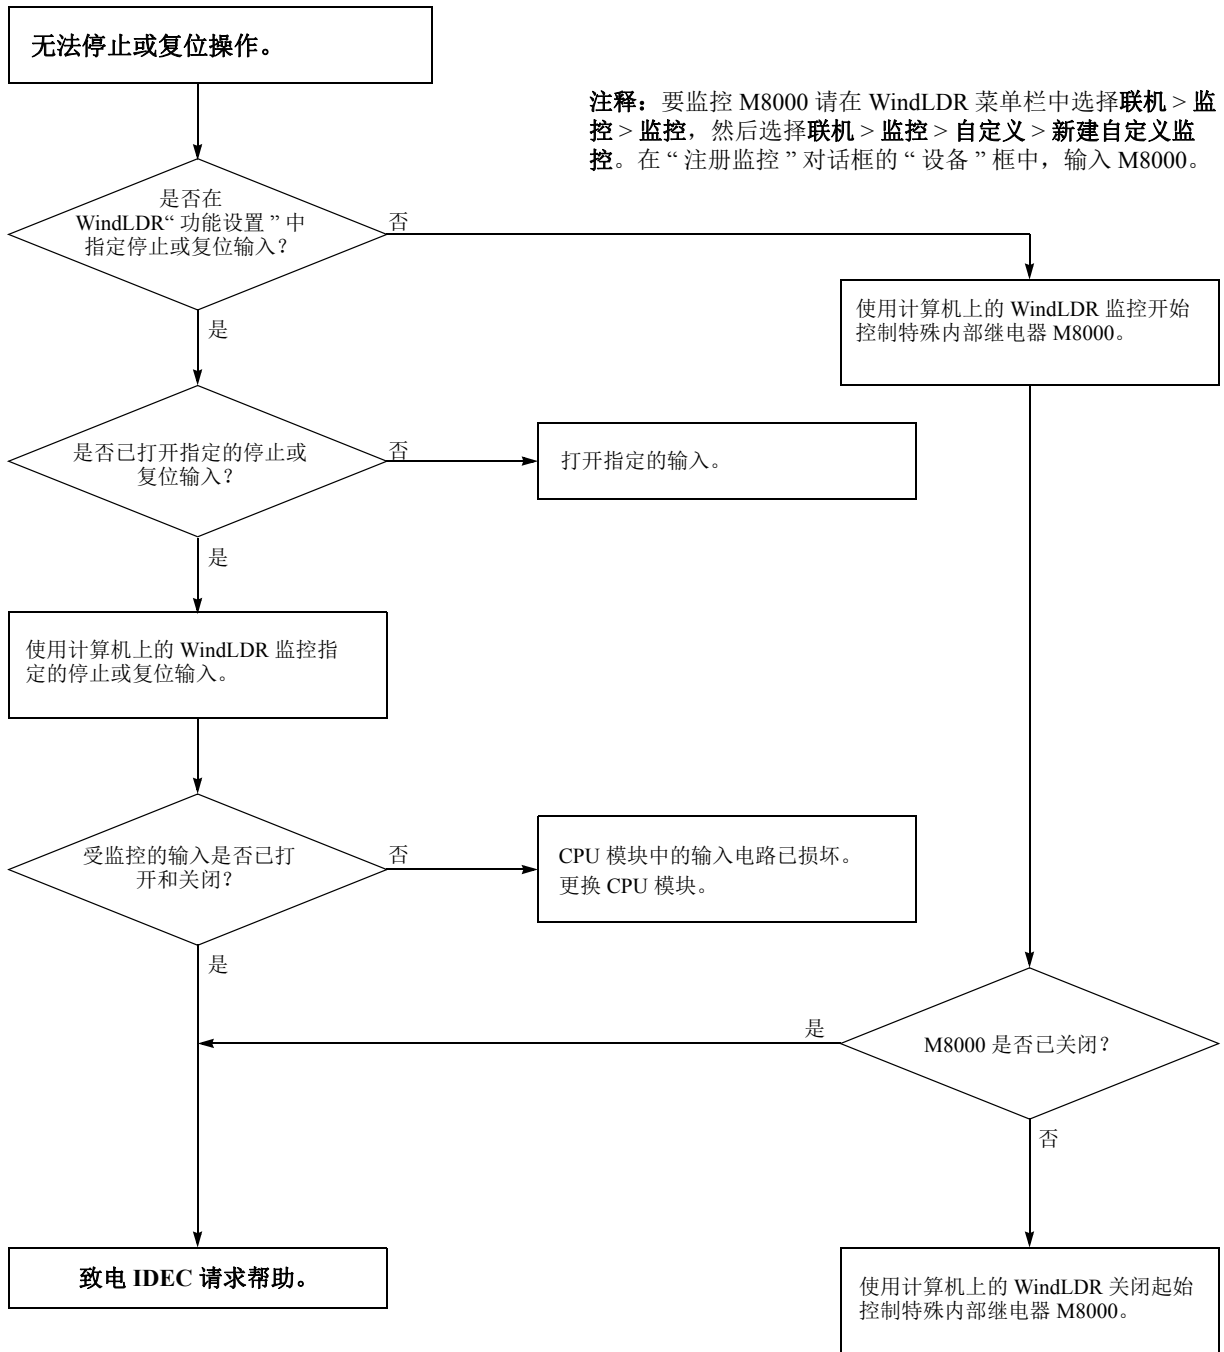 无法停止或复位操作。
注释：要监控 M8000 请在 WindLDR 菜单栏中选择联机 > 监
控 > 监控，然后选择联机 > 监控 > 自定义 > 新建自定义监
控。在 “ 注册监控 ” 对话框的 “ 设备 ” 框中，输入 M8000。
是否在
WindLDR“ 功能设置 ” 中
指定停止或复位输入？
否
是
使用计算机上的 WindLDR 监控开始
控制特殊内部继电器 M8000。
是否已打开指定的停止或
复位输入？
否
打开指定的输入。
是
使用计算机上的 WindLDR 监控指
定的停止或复位输入。
受监控的输入是否已打
开和关闭？
否
CPU 模块中的输入电路已损坏。
更换 CPU 模块。
是
是
M8000 是否已关闭？
否
致电 IDEC 请求帮助。
使用计算机上的 WindLDR 关闭起始
控制特殊内部继电器 M8000。